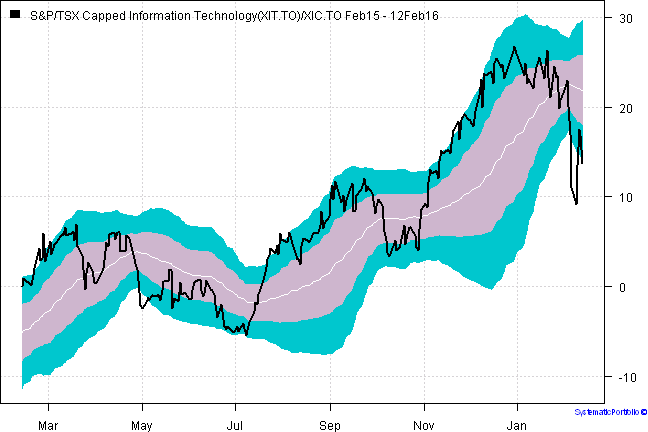 S&P/TSX Capped Information Technology(XIT.TO)/XIC.TO Feb15 - 12Feb16
30
20
10
0
-10
Mar May Jul Sep Nov Jan
SystematicPortfolio ©